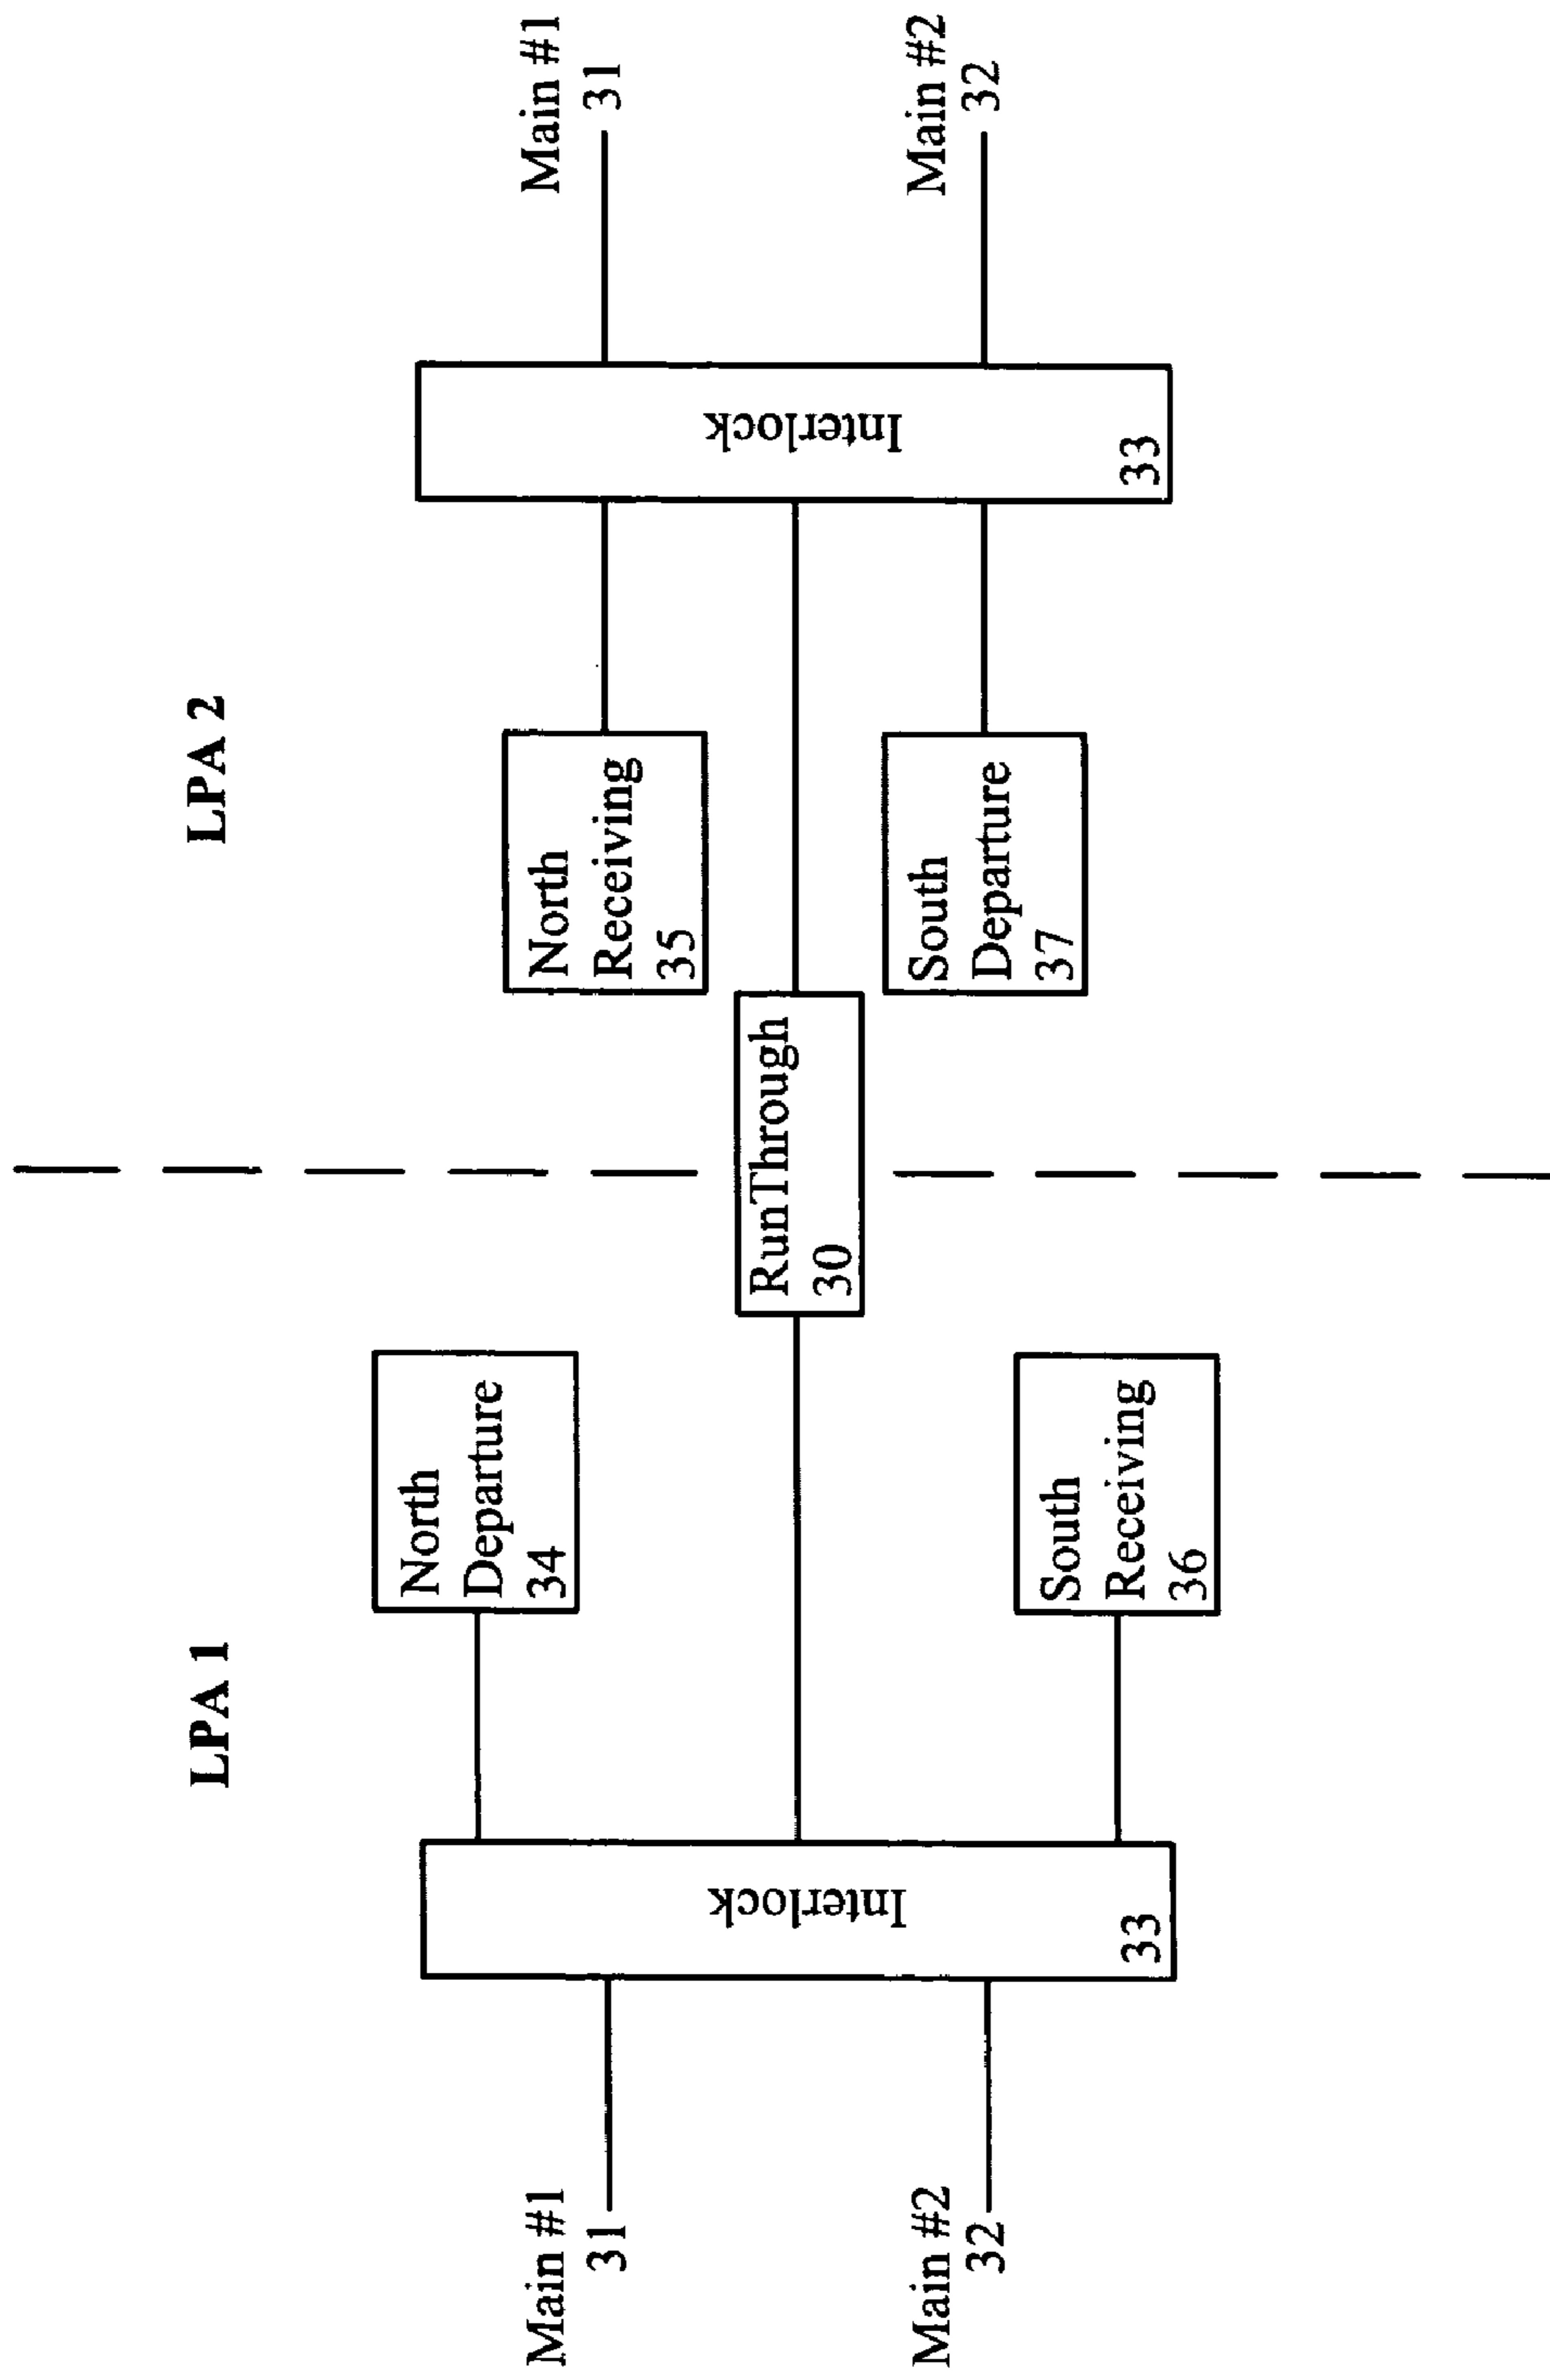 LPA 1
LPA 2
Main #1
31
Main #2
32
Interlock
33
North
Departure
34
South
Receiving
36
RunThrough
30
North
Receiving
35
South
Departure
37
Interlock
33
Main #1
31
Main #2
32